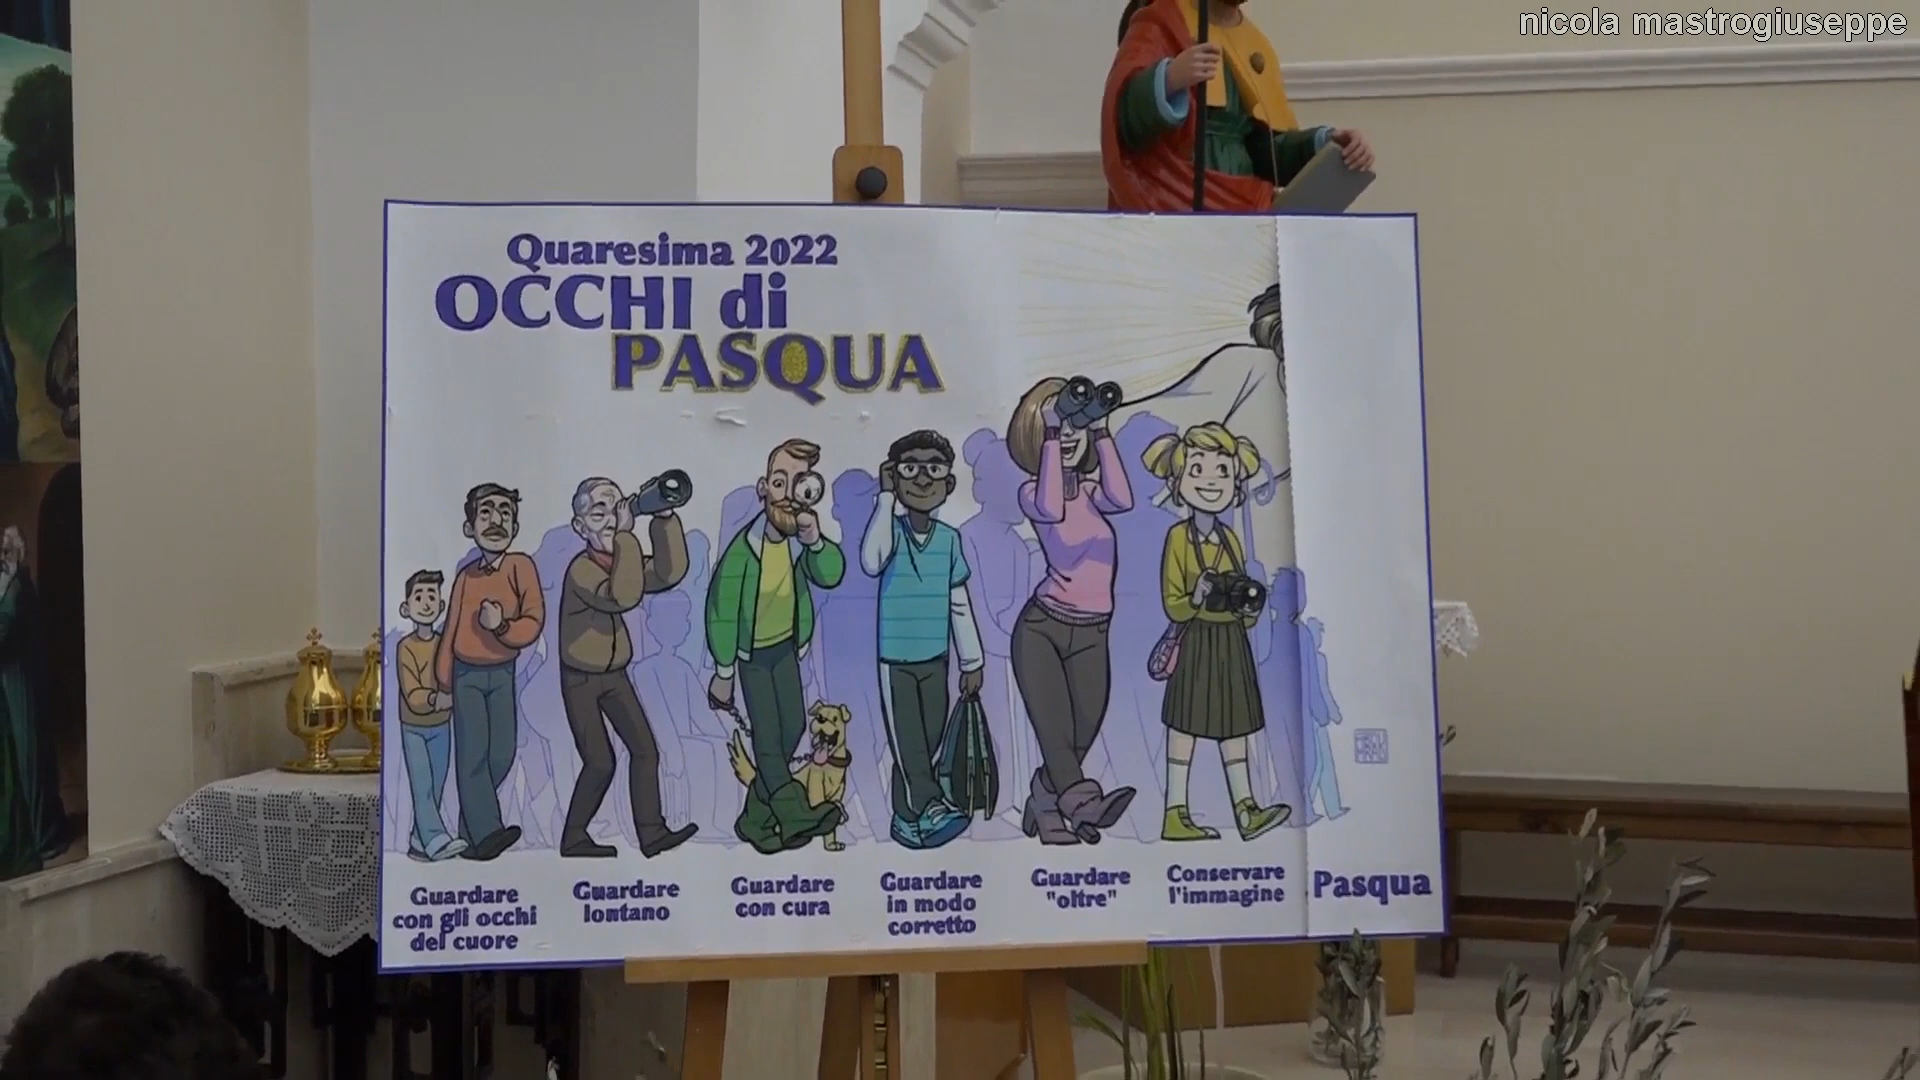 nicola mastrogiuseppe
Quaresima 2022
OCCHI di
PASQUA
Guardare
con gli occhi
del cuore
Guardare
lontano
Guardare
con cura
Guardare
in modo
corretto
Guardare
"oltre"
Conservare
l'immagine
Pasqua